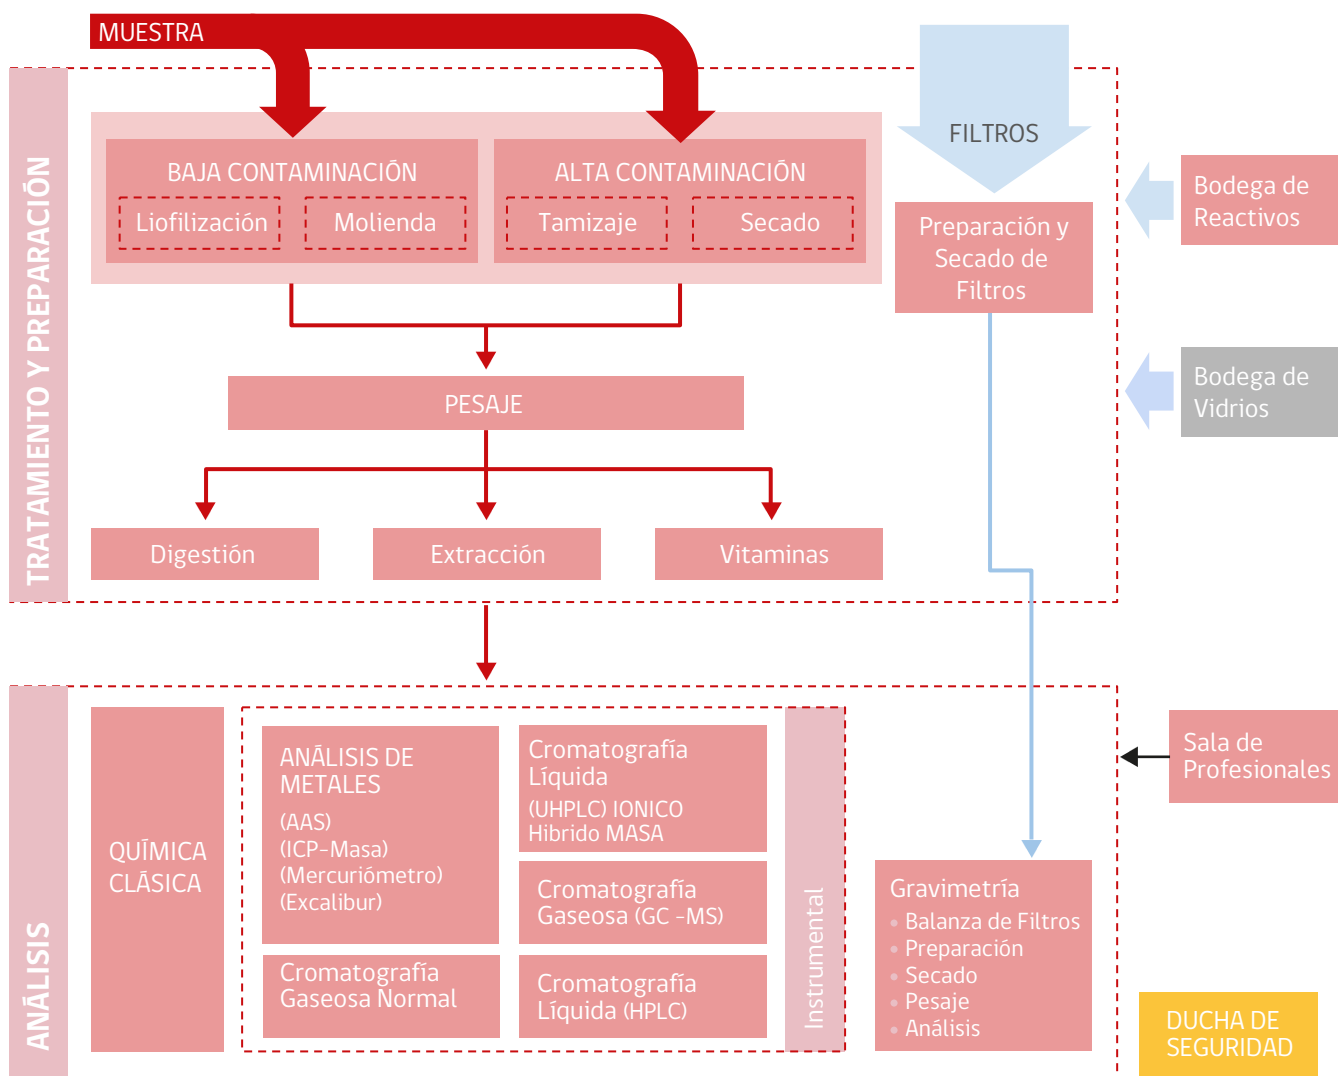 MUESTRA
TRATAMIENTO Y PREPARACIÓN
BAJA CONTAMINACIÓN
Liofilización
Molienda
ALTA CONTAMINACIÓN
Tamizaje
Secado
FILTROS
Preparación y
Secado de
Filtros
Bodega de
Reactivos
Bodega de
Vidrios
PESAJE
Digestión
Extracción
Vitaminas
ANÁLISIS
QUÍMICA
CLÁSICA
ANÁLISIS DE
METALES
(AAS)
(ICP-Masa)
(Mercuriómetro)
(Excalibur)
Cromatografía
Gaseosa Normal
Cromatografía
Líquida
(UHPLC) IONICO
Hibrido MASA
Cromatografía
Gaseosa (GC -MS)
Cromatografía
Líquida (HPLC)
Instrumental
Gravimetría
• Balanza de Filtros
• Preparación
• Secado
• Pesaje
• Análisis
Sala de
Profesionales
DUCHA DE
SEGURIDAD